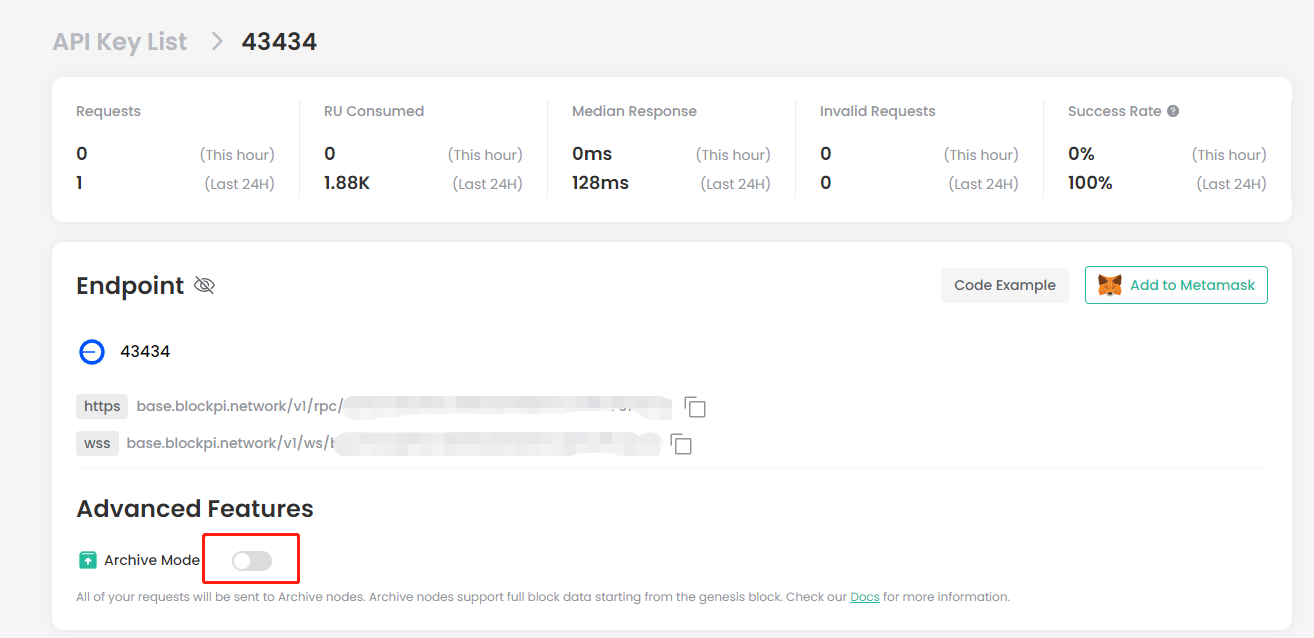 API Key List > 43434
Requests
RU Consumed
Median Response
Invalid Requests
Success Rate ?
0 (This hour)
0 (This hour)
0ms (This hour)
0 (This hour)
0% (This hour)
1 (Last 24H)
1.88K (Last 24H)
128ms (Last 24H)
0 (Last 24H)
100% (Last 24H)
Endpoint
Code Example
Add to Metamask
43434
https base.blockpi.network/v1/rpc/
wss base.blockpi.network/v1/ws/
Advanced Features
Archive Mode
All of your requests will be sent to Archive nodes. Archive nodes support full block data starting from the genesis block. Check our Docs for more information.